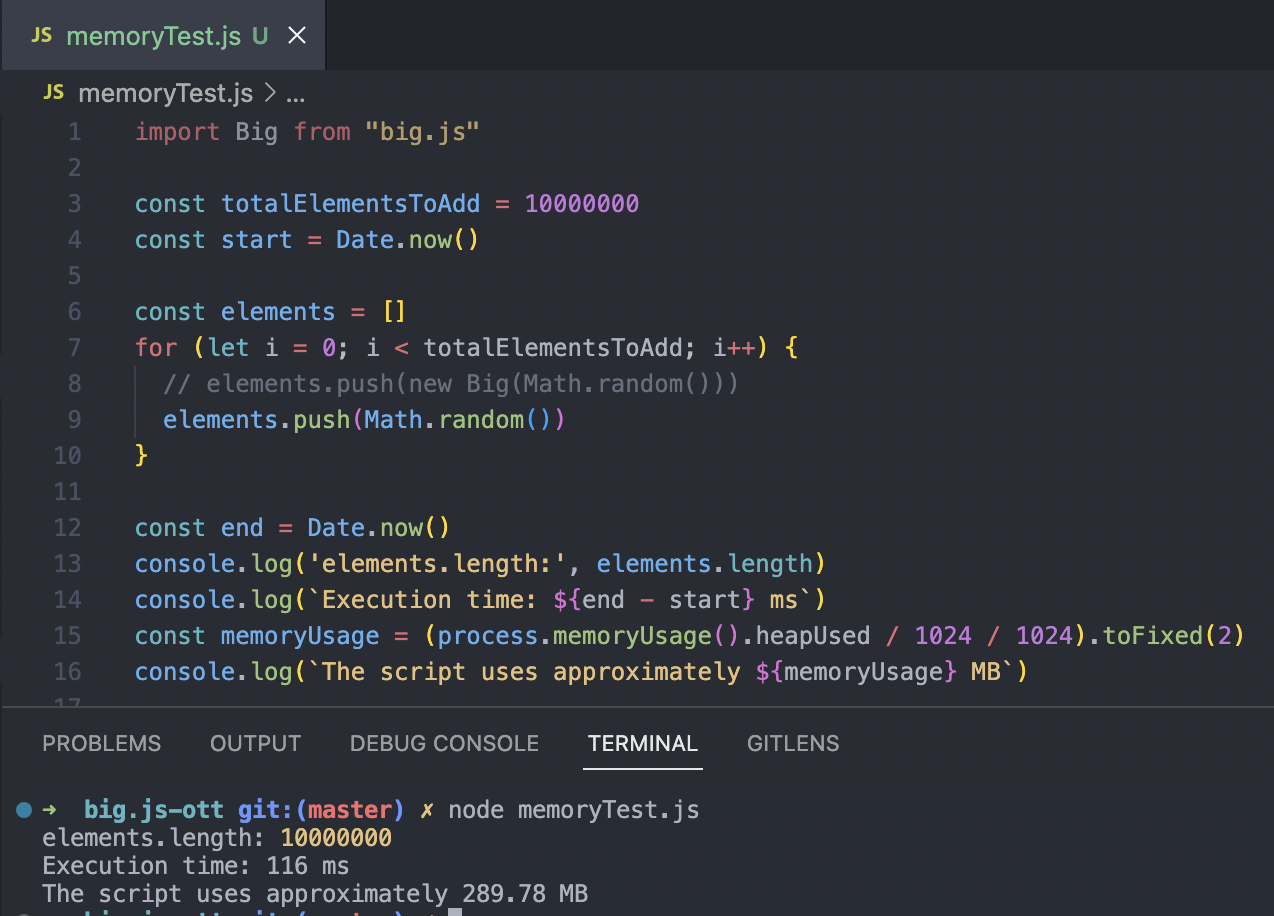 JS memoryTest.js U ×
JS memoryTest.js > ...
1 import Big from "big.js"
2
3 const totalElementsToAdd = 10000000
4 const start = Date.now()
5
6 const elements = []
7 for (let i = 0; i < totalElementsToAdd; i++) {
8 // elements.push(new Big(Math.random()))
9 elements.push(Math.random())
10 }
11
12 const end = Date.now()
13 console.log('elements.length:', elements.length)
14 console.log(`Execution time: ${end - start} ms`)
15 const memoryUsage = (process.memoryUsage().heapUsed / 1024 / 1024).toFixed(2)
16 console.log(`The script uses approximately ${memoryUsage} MB`)
17
PROBLEMS OUTPUT DEBUG CONSOLE TERMINAL GITLENS
➜ big.js-ott git:(master) ✗ node memoryTest.js
elements.length: 10000000
Execution time: 116 ms
The script uses approximately 289.78 MB